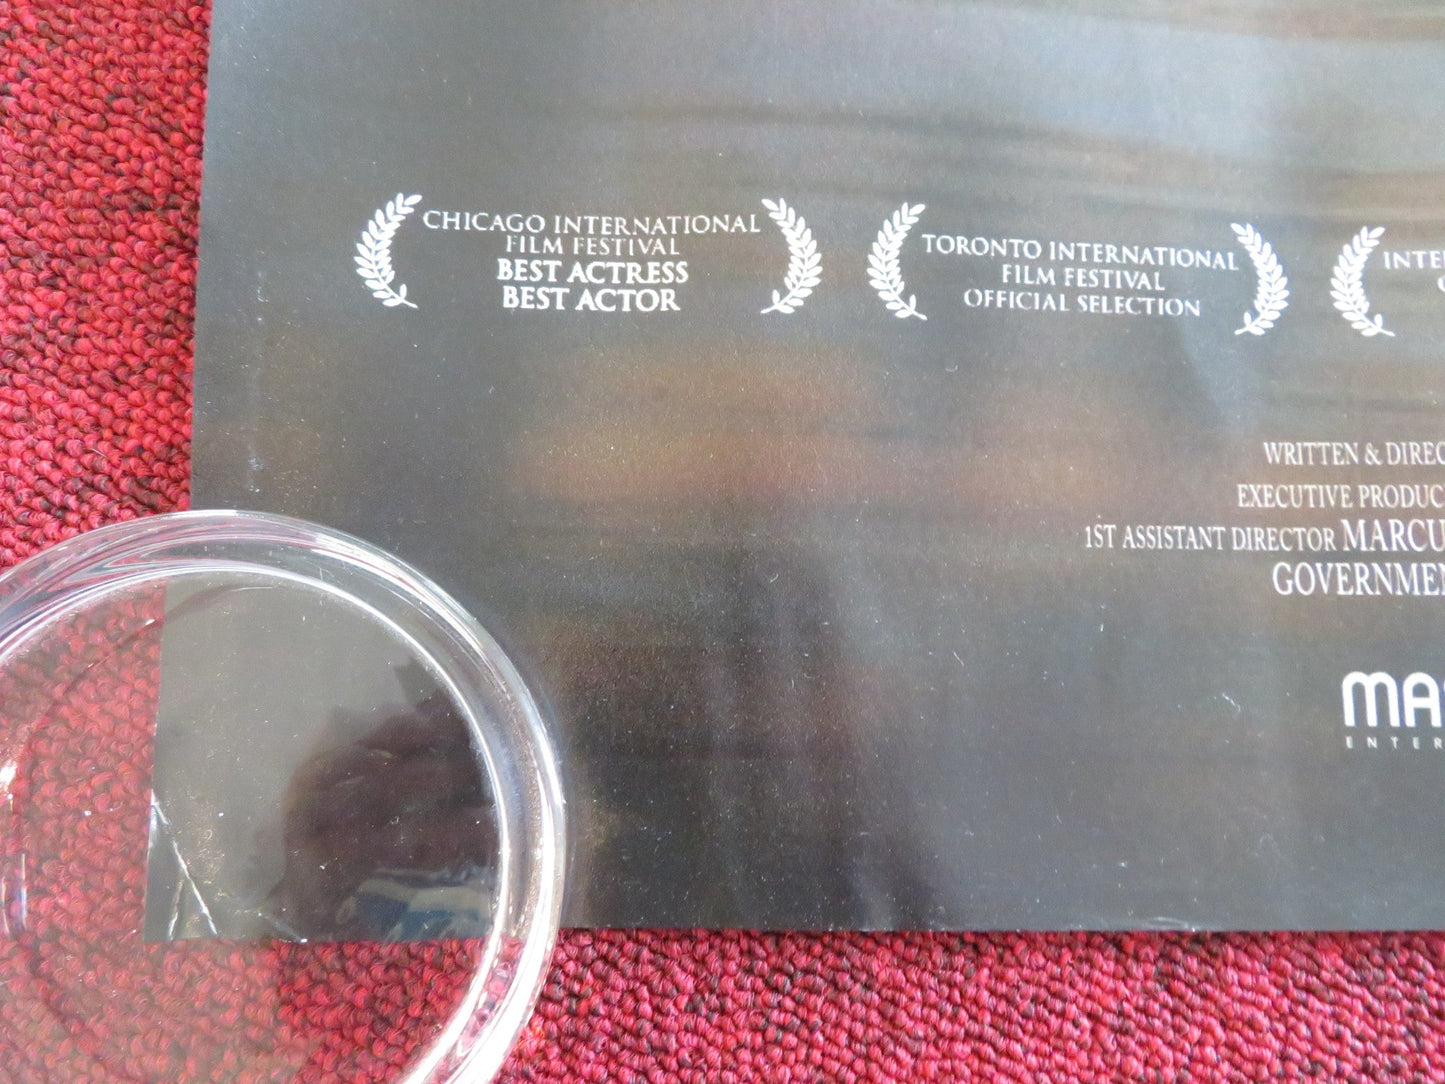 CHICAGO INTERNATIONAL
FILM FESTIVAL
BEST ACTRESS
BEST ACTOR
TORONTO INTERNATIONAL
FILM FESTIVAL
OFFICIAL SELECTION
WRITTEN & DIREC
EXECUTIVE PRODUC
1ST ASSISTANT DIRECTOR MARCU
GOVERNMEN
MA
ENTER